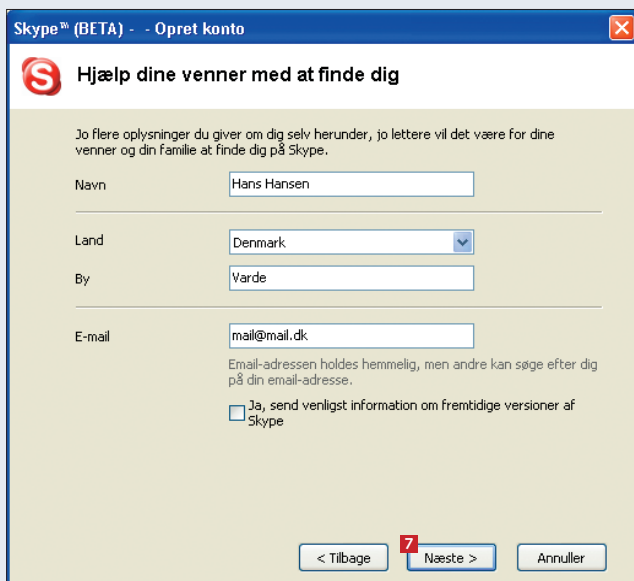 Skype™ (BETA) - - Opret konto
S
Hjælp dine venner med at finde dig
Jo flere oplysninger du giver om dig selv herunder, jo lettere vil det være for dine
venner og din familie at finde dig på Skype.
Navn Hans Hansen
Land Denmark
By Varde
E-mail mail@mail.dk
Email-adressen holdes hemmelig, men andre kan søge efter dig
på din email-adresse.
Ja, send venligst information om fremtidige versioner af
Skype
7
< Tilbage Næste > Annuller